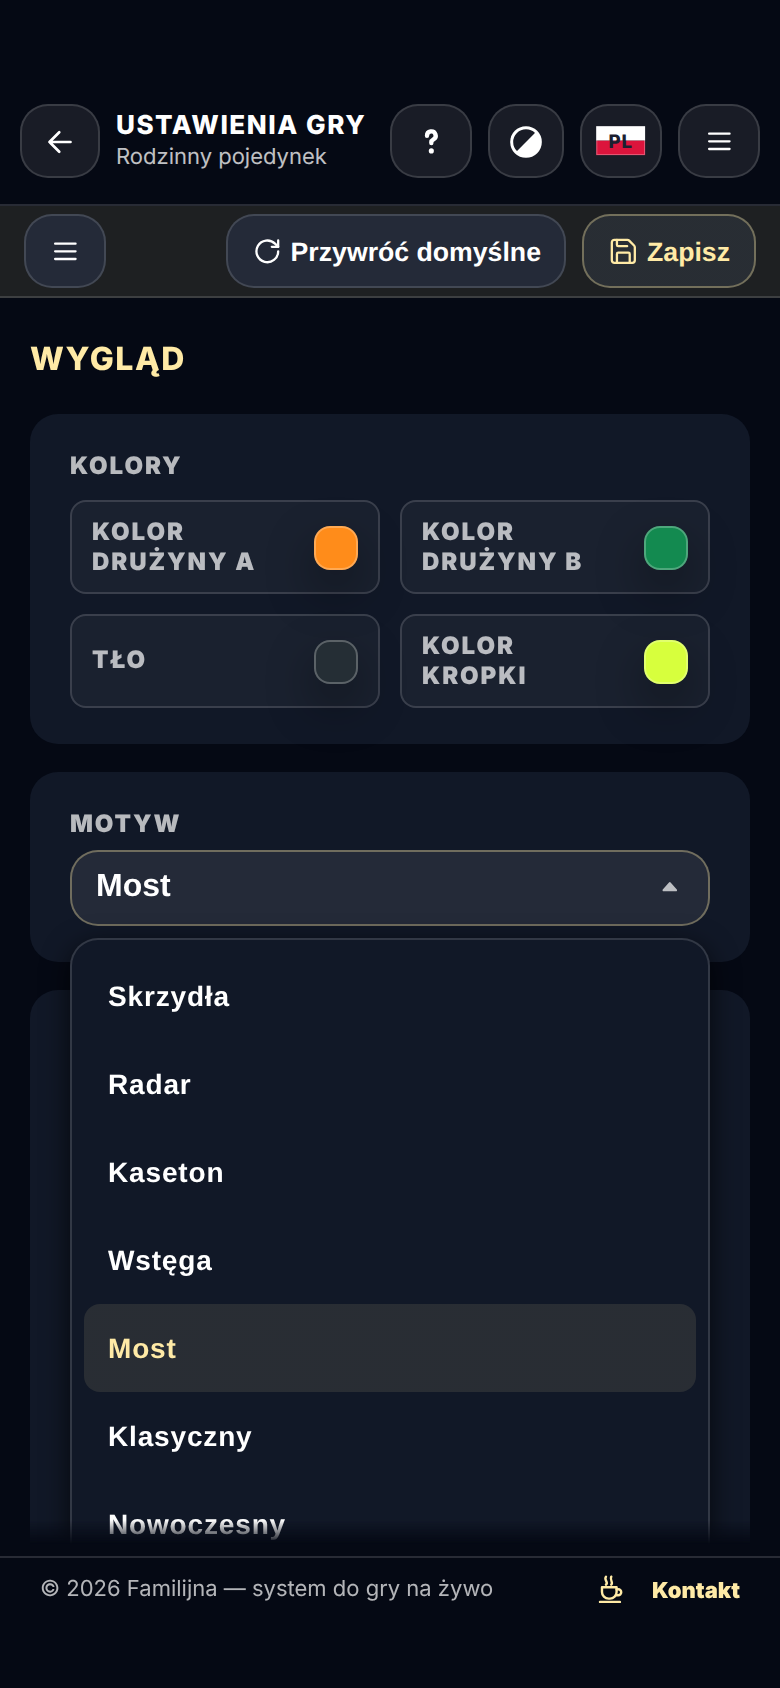 USTAWIENIA GRY
Rodzinny pojedynek
?
PL
Przywróć domyślne
Zapisz
WYGLĄD
KOLORY
KOLOR
DRUŻYNY A
KOLOR
DRUŻYNY B
TŁO
KOLOR
KROPKI
MOTYW
Most
Skrzydła
Radar
Kaseton
Wstęga
Most
Klasyczny
Nowoczesny
© 2026 Familijna — system do gry na żywo
Kontakt